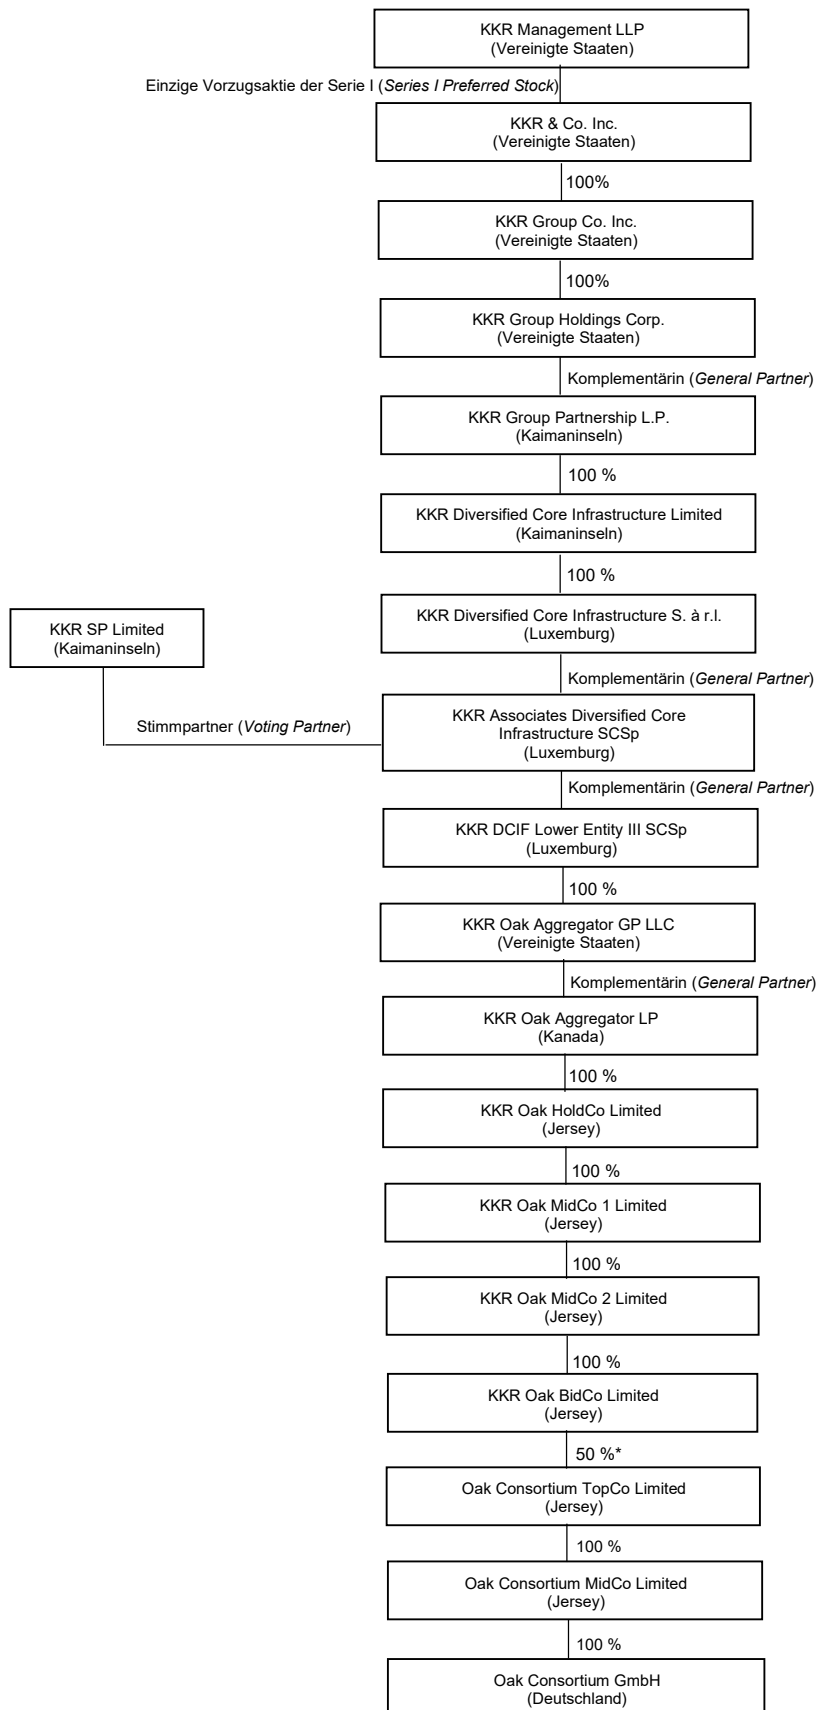 KKR Management LLP
(Vereinigte Staaten)
Einzige Vorzugsaktie der Serie I (Series I Preferred Stock)
KKR & Co. Inc.
(Vereinigte Staaten)
100%
KKR Group Co. Inc.
(Vereinigte Staaten)
100%
KKR Group Holdings Corp.
(Vereinigte Staaten)
Komplementärin (General Partner)
KKR Group Partnership L.P.
(Kaimaninseln)
100 %
KKR Diversified Core Infrastructure Limited
(Kaimaninseln)
100 %
KKR Diversified Core Infrastructure S. à r.l.
(Luxemburg)
KKR SP Limited
(Kaimaninseln)
Komplementärin (General Partner)
Stimmpartner (Voting Partner)
KKR Associates Diversified Core
Infrastructure SCSp
(Luxemburg)
Komplementärin (General Partner)
KKR DCIF Lower Entity III SCSp
(Luxemburg)
100 %
KKR Oak Aggregator GP LLC
(Vereinigte Staaten)
Komplementärin (General Partner)
KKR Oak Aggregator LP
(Kanada)
100 %
KKR Oak HoldCo Limited
(Jersey)
100 %
KKR Oak MidCo 1 Limited
(Jersey)
100 %
KKR Oak MidCo 2 Limited
(Jersey)
100 %
KKR Oak BidCo Limited
(Jersey)
50 %*
Oak Consortium TopCo Limited
(Jersey)
100 %
Oak Consortium MidCo Limited
(Jersey)
100 %
Oak Consortium GmbH
(Deutschland)